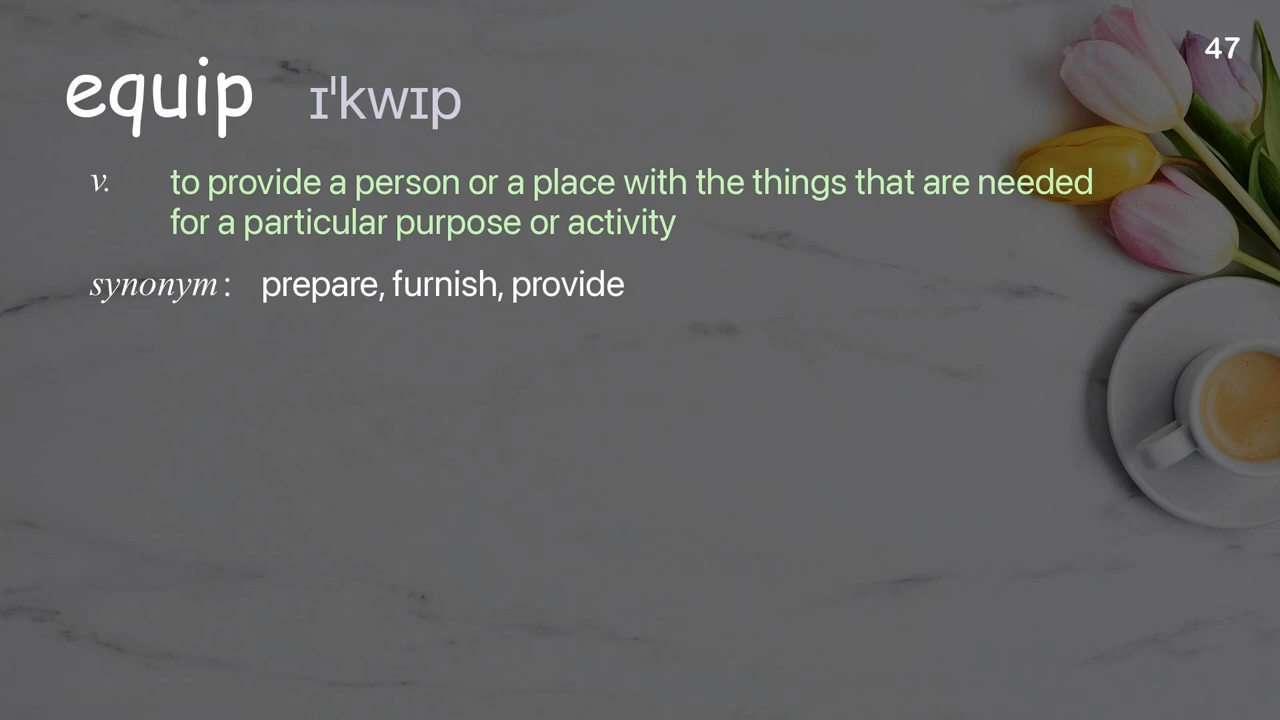 47
equip ɪˈkwɪp
v. to provide a person or a place with the things that are needed
for a particular purpose or activity
synonym: prepare, furnish, provide